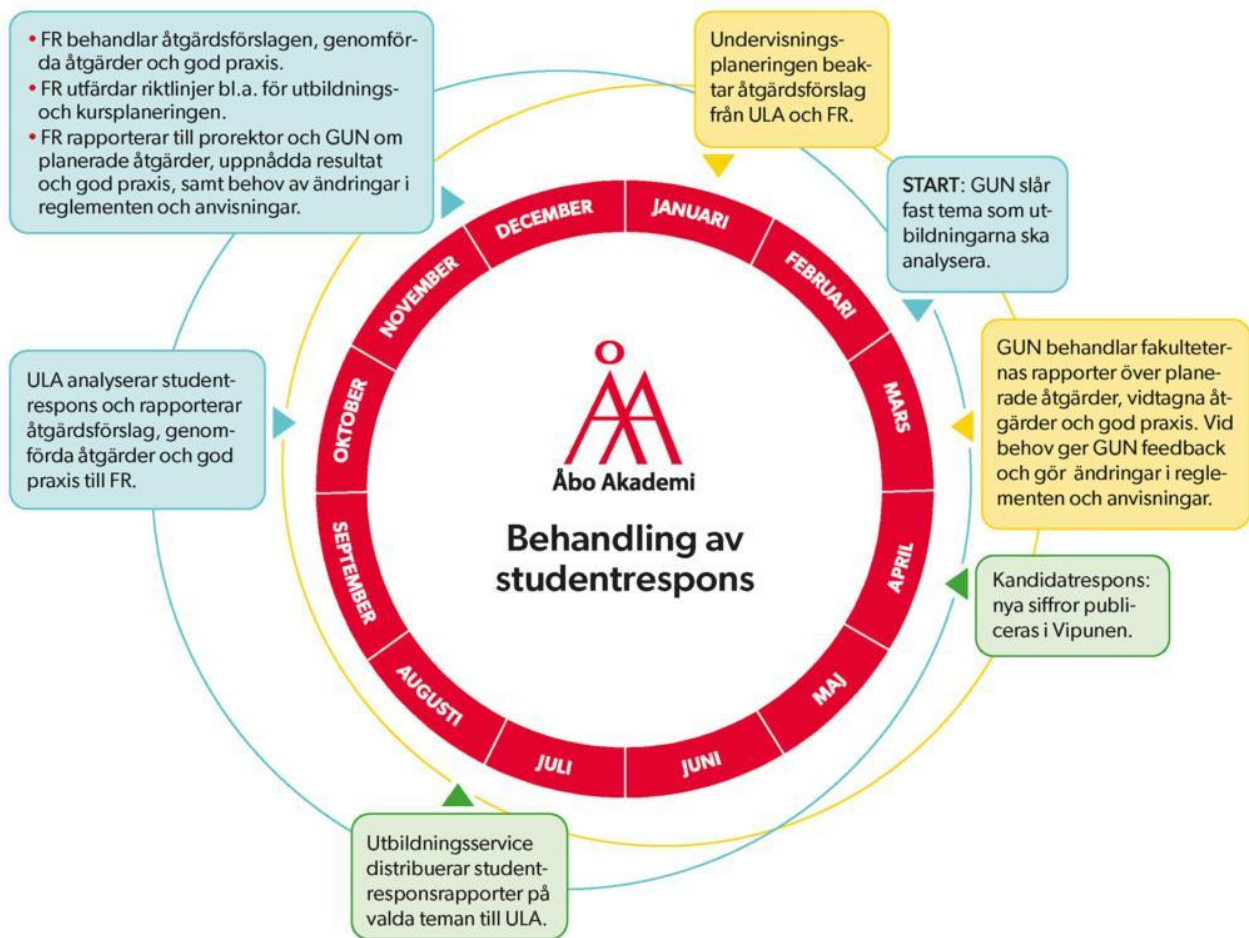 • FR behandlar åtgärdsförslagen, genomför-
da åtgärder och god praxis.
• FR utfärdar riktlinjer bl.a. för utbildnings-
och kursplaneringen.
• FR rapporterar till prorektor och GUN om
planerade åtgärder, uppnådda resultat
och god praxis, samt behov av ändringar i
reglementen och anvisningar.
Undervisnings-
planeringen beak-
tar åtgärdsförslag
från ULA och FR.
START: GUN slår
fast tema som ut-
bildningarna ska
analysera.
GUN behandlar fakulteter-
nas rapporter över plane-
rade åtgärder, vidtagna åt-
gärder och god praxis. Vid
behov ger GUN feedback
och gör ändringar i regle-
menten och anvisningar.
Kandidatrespons:
nya siffror publi-
ceras i Vipunen.
Utbildningsservice
distribuerar student-
responsrapporter på
valda teman till ULA.
ULA analyserar student-
respons och rapporterar
åtgärdsförslag, genom-
förda åtgärder och god
praxis till FR.
JANUARI
FEBRUARI
MARS
APRIL
MAJ
JUNI
JULI
AUGUSTI
SEPTEMBER
OKTOBER
NOVEMBER
DECEMBER
Åbo Akademi
Behandling av
studentrespons